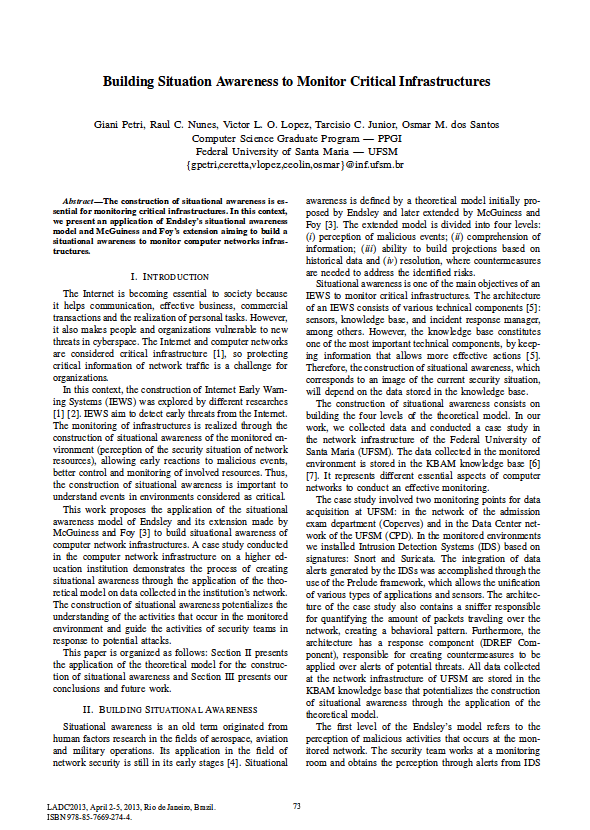 Building Situation Awareness to Monitor Critical Infrastructures
Giani Petri, Raul C. Nunes, Victor L. O. Lopez, Tarcisio C. Junior, Osmar M. dos Santos
Computer Science Graduate Program — PPGI
Federal University of Santa Maria — UFSM
{gpetri,ceretta,vlopez,ceolin,osmar}@inf.ufsm.br
Abstract—The construction of situational awareness is es-
sential for monitoring critical infrastructures. In this context,
we present an application of Endsley's situational awareness
model and McGuiness and Foy's extension aiming to build a
situational awareness to monitor computer networks infras-
tructures.
I. INTRODUCTION
The Internet is becoming essential to society because
it helps communication, effective business, commercial
transactions and the realization of personal tasks. However,
it also makes people and organizations vulnerable to new
threats in cyberspace. The Internet and computer networks
are considered critical infrastructure [1], so protecting
critical information of network traffic is a challenge for
organizations.
In this context, the construction of Internet Early Warn-
ing Systems (IEWS) was explored by different researches
[1] [2]. IEWS aim to detect early threats from the Internet.
The monitoring of infrastructures is realized through the
construction of situational awareness of the monitored en-
vironment (perception of the security situation of network
resources), allowing early reactions to malicious events,
better control and monitoring of involved resources. Thus,
the construction of situational awareness is important to
understand events in environments considered as critical.
This work proposes the application of the situational
awareness model of Endsley and its extension made by
McGuiness and Foy [3] to build situational awareness of
computer network infrastructures. A case study conducted
in the computer network infrastructure on a higher ed-
ucation institution demonstrates the process of creating
situational awareness through the application of the theo-
retical model on data collected in the institution's network.
The construction of situational awareness potentializes the
understanding of the activities that occur in the monitored
environment and guide the activities of security teams in
response to potential attacks.
This paper is organized as follows: Section II presents
the application of the theoretical model for the construc-
tion of situational awareness and Section III presents our
conclusions and future work.
II. BUILDING SITUATIONAL AWARENESS
Situational awareness is an old term originated from
human factors research in the fields of aerospace, aviation
and military operations. Its application in the field of
network security is still in its early stages [4]. Situational
awareness is defined by a theoretical model initially pro-
posed by Endsley and later extended by McGuiness and
Foy [3]. The extended model is divided into four levels:
(i) perception of malicious events; (ii) comprehension of
information; (iii) ability to build projections based on
historical data and (iv) resolution, where countermeasures
are needed to address the identified risks.
Situational awareness is one of the main objectives of an
IEWS to monitor critical infrastructures. The architecture
of an IEWS consists of various technical components [5]:
sensors, knowledge base, and incident response manager,
among others. However, the knowledge base constitutes
one of the most important technical components, by keep-
ing information that allows more effective actions [5].
Therefore, the construction of situational awareness, which
corresponds to an image of the current security situation,
will depend on the data stored in the knowledge base.
The construction of situational awareness consists on
building the four levels of the theoretical model. In our
work, we collected data and conducted a case study in
the network infrastructure of the Federal University of
Santa Maria (UFSM). The data collected in the monitored
environment is stored in the KBAM knowledge base [6]
[7]. It represents different essential aspects of computer
networks to conduct an effective monitoring.
The case study involved two monitoring points for data
acquisition at UFSM: in the network of the admission
exam department (Coperves) and in the Data Center net-
work of the UFSM (CPD). In the monitored environments
we installed Intrusion Detection Systems (IDS) based on
signatures: Snort and Suricata. The integration of data
alerts generated by the IDSs was accomplished through the
use of the Prelude framework, which allows the unification
of various types of applications and sensors. The architec-
ture of the case study also contains a sniffer responsible
for quantifying the amount of packets traveling over the
network, creating a behavioral pattern. Furthermore, the
architecture has a response component (IDREF Com-
ponent), responsible for creating countermeasures to be
applied over alerts of potential threats. All data collected
at the network infrastructure of UFSM are stored in the
KBAM knowledge base that potentializes the construction
of situational awareness through the application of the
theoretical model.
The first level of the Endsley's model refers to the
perception of malicious activities that occurs at the mon-
itored network. The security team works at a monitoring
room and obtains the perception through alerts from IDS
LADC'2013, April 2-5, 2013, Rio de Janeiro, Brazil.
ISBN 978-85-7669-274-4.
73